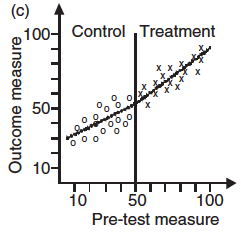 (c)
Control Treatment
Outcome measure
100
50
10
10 50 100
Pre-test measure